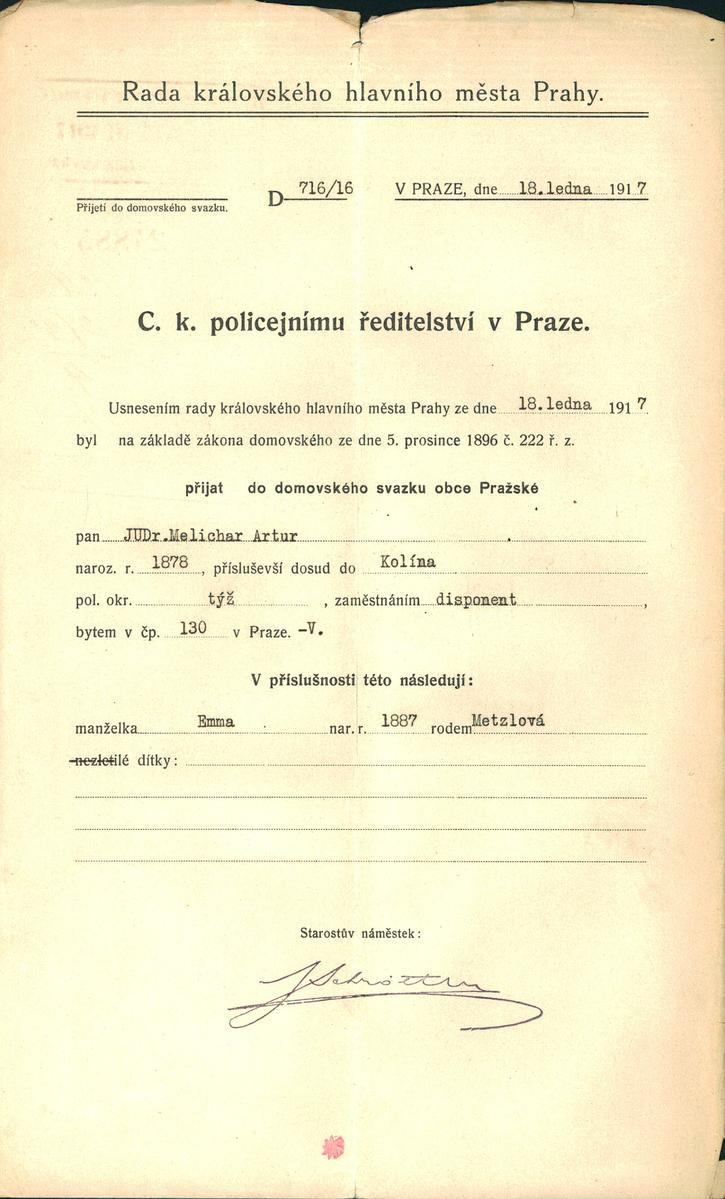 Rada královského hlavního města Prahy.
Přijetí do domovského svazku.
D 716/16
V PRAZE, dne 18.ledna 1917
C. k. policejnímu ředitelství v Praze.
Usnesením rady královského hlavního města Prahy ze dne 18.ledna 1917
byl na základě zákona domovského ze dne 5. prosince 1896 č. 222 ř. z.
přijat do domovského svazku obce Pražské
pan JUDr.Melichar Artur
naroz. r. 1878, přísluševší dosud do Kolína
pol. okr. týž, zaměstnáním disponent,
bytem v čp. 130 v Praze. -V.
V příslušnosti této následují:
manželka Emma nar. r. 1887 rodem Metzlová
nezletilé dítky:
Starostův náměstek: